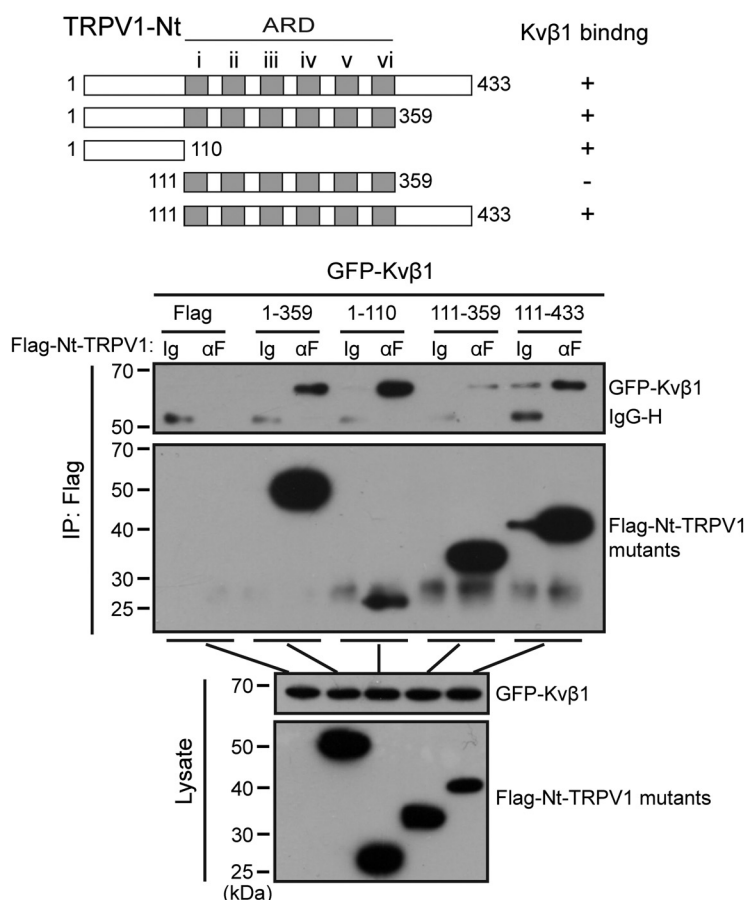 TRPV1-Nt ARD Kvβ1 bindng
i ii iii iv v vi
1 433 +
1 359 +
1 110 +
111 359 -
111 433 +
GFP-Kvβ1
Flag 1-359 1-110 111-359 111-433
Flag-Nt-TRPV1: Ig αF Ig αF Ig αF Ig αF Ig αF
70
GFP-Kvβ1
IgG-H
50
70
50
40
Flag-Nt-TRPV1
mutants
30
25
IP: Flag
70
GFP-Kvβ1
50
40
Flag-Nt-TRPV1 mutants
30
25
(kDa)
Lysate